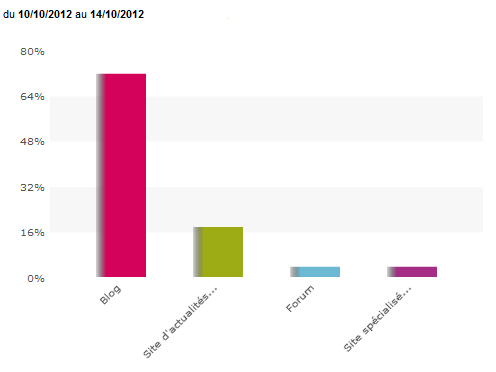 du 10/10/2012 au 14/10/2012
80%
64%
48%
32%
16%
0%
Blog
Site d'actualités...
Forum
Site spécialisé...